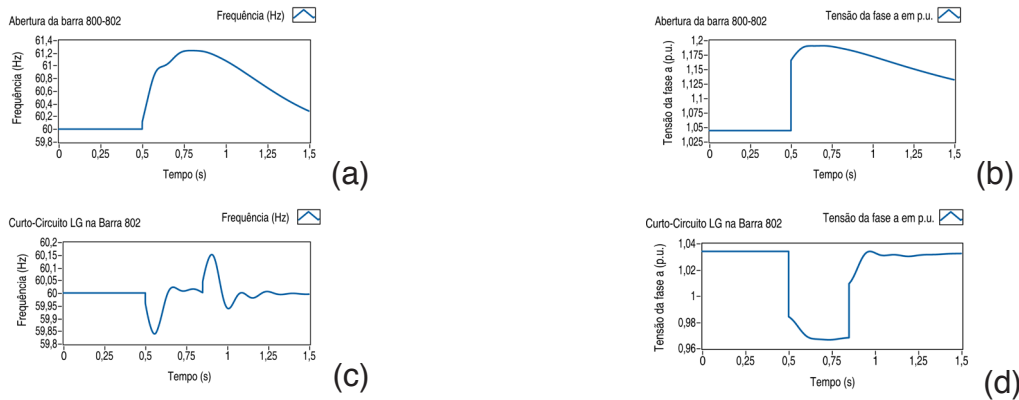 Abertura da barra 800-802
Frequência (Hz)
Frequência (Hz)
61,4
61,2
61
60,8
60,6
60,4
60,2
60
59,8
0 0,25 0,5 0,75 1 1,25 1,5
Tempo (s)
(a)
Abertura da barra 800-802
Tensão da fase a em p.u.
Tensão da fase a (p.u.)
1,2
1,175
1,15
1,125
1,1
1,075
1,05
1,025
0 0,25 0,5 0,75 1 1,25 1,5
Tempo (s)
(b)
Curto-Circuito LG na Barra 802
Frequência (Hz)
Frequência (Hz)
60,2
60,15
60,1
60,05
60
59,95
59,9
59,85
59,8
0 0,25 0,5 0,75 1 1,25 1,5
Tempo (s)
(c)
Curto-Circuito LG na Barra 802
Tensão da fase a em p.u.
Tensão da fase a (p.u.)
1,04
1,02
1
0,98
0,96
0 0,25 0,5 0,75 1 1,25 1,5
Tempo (s)
(d)